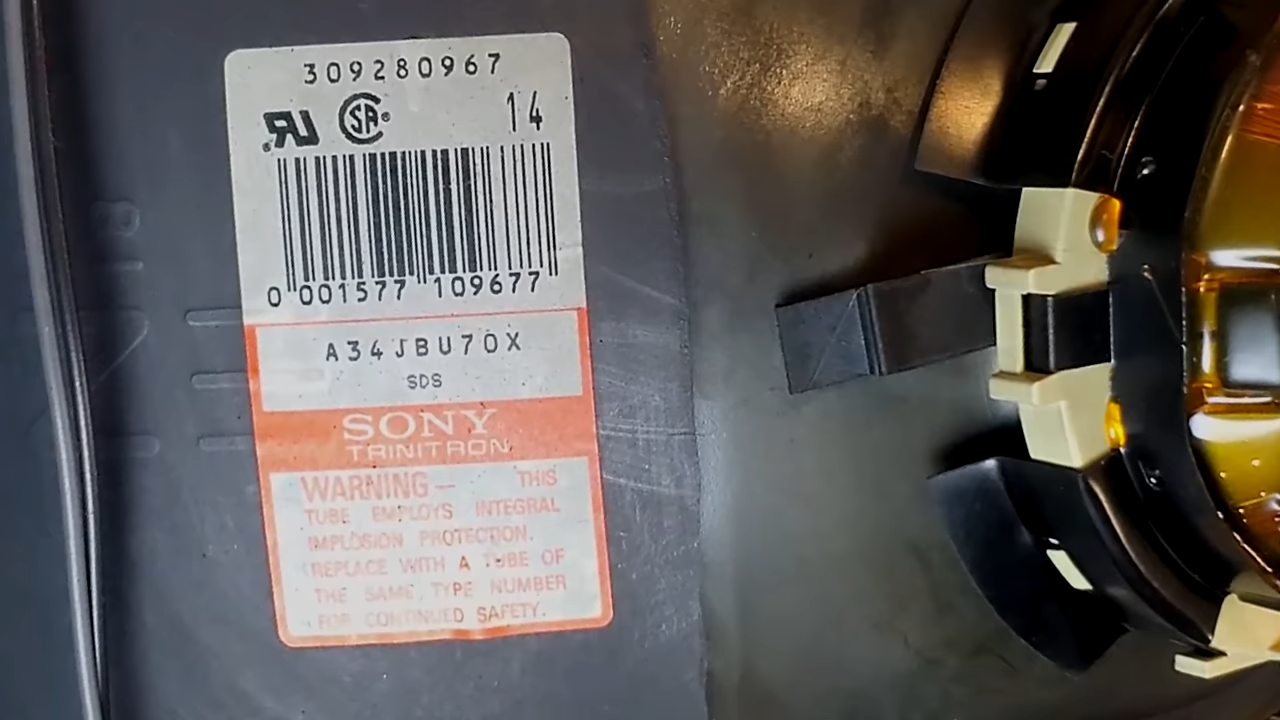 309280967
14
0 001577 109677
A34JBU70X
SDS
SONY
TRINITRON
WARNING— THIS
TUBE EMPLOYS INTEGRAL
IMPLOSION PROTECTION.
REPLACE WITH A TUBE OF
THE SAME TYPE NUMBER
FOR CONTINUED SAFETY.